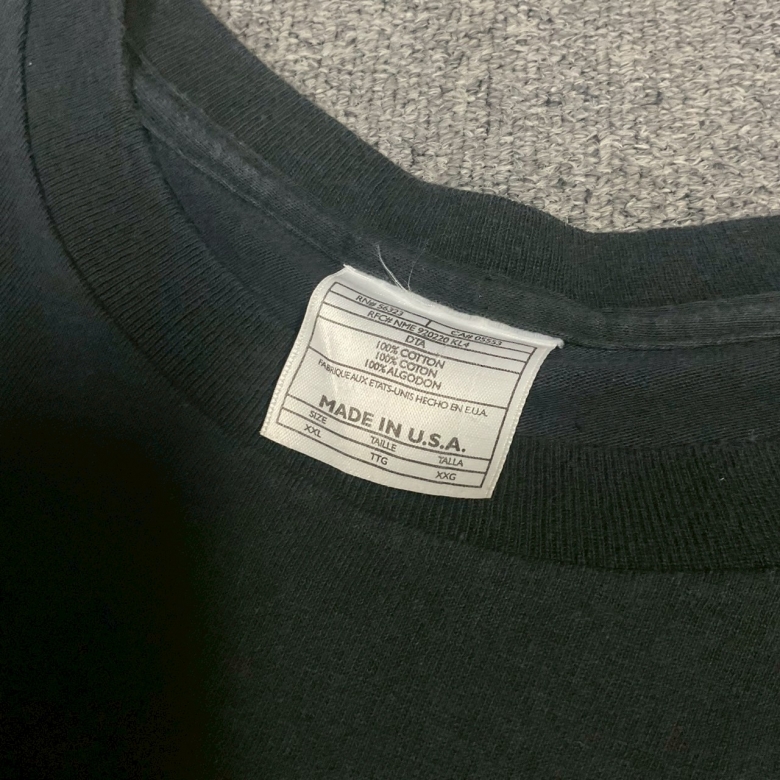 RN# 56323 CA# 05553
RFC# NME 920220 KL4
DTA
100% COTTON
100% COTON
100% ALGODON
FABRIQUE AUX ETATS-UNIS HECHO EN E.U.A.
MADE IN U.S.A.
SIZE TAILLE TALLA
XXL TTG XXG